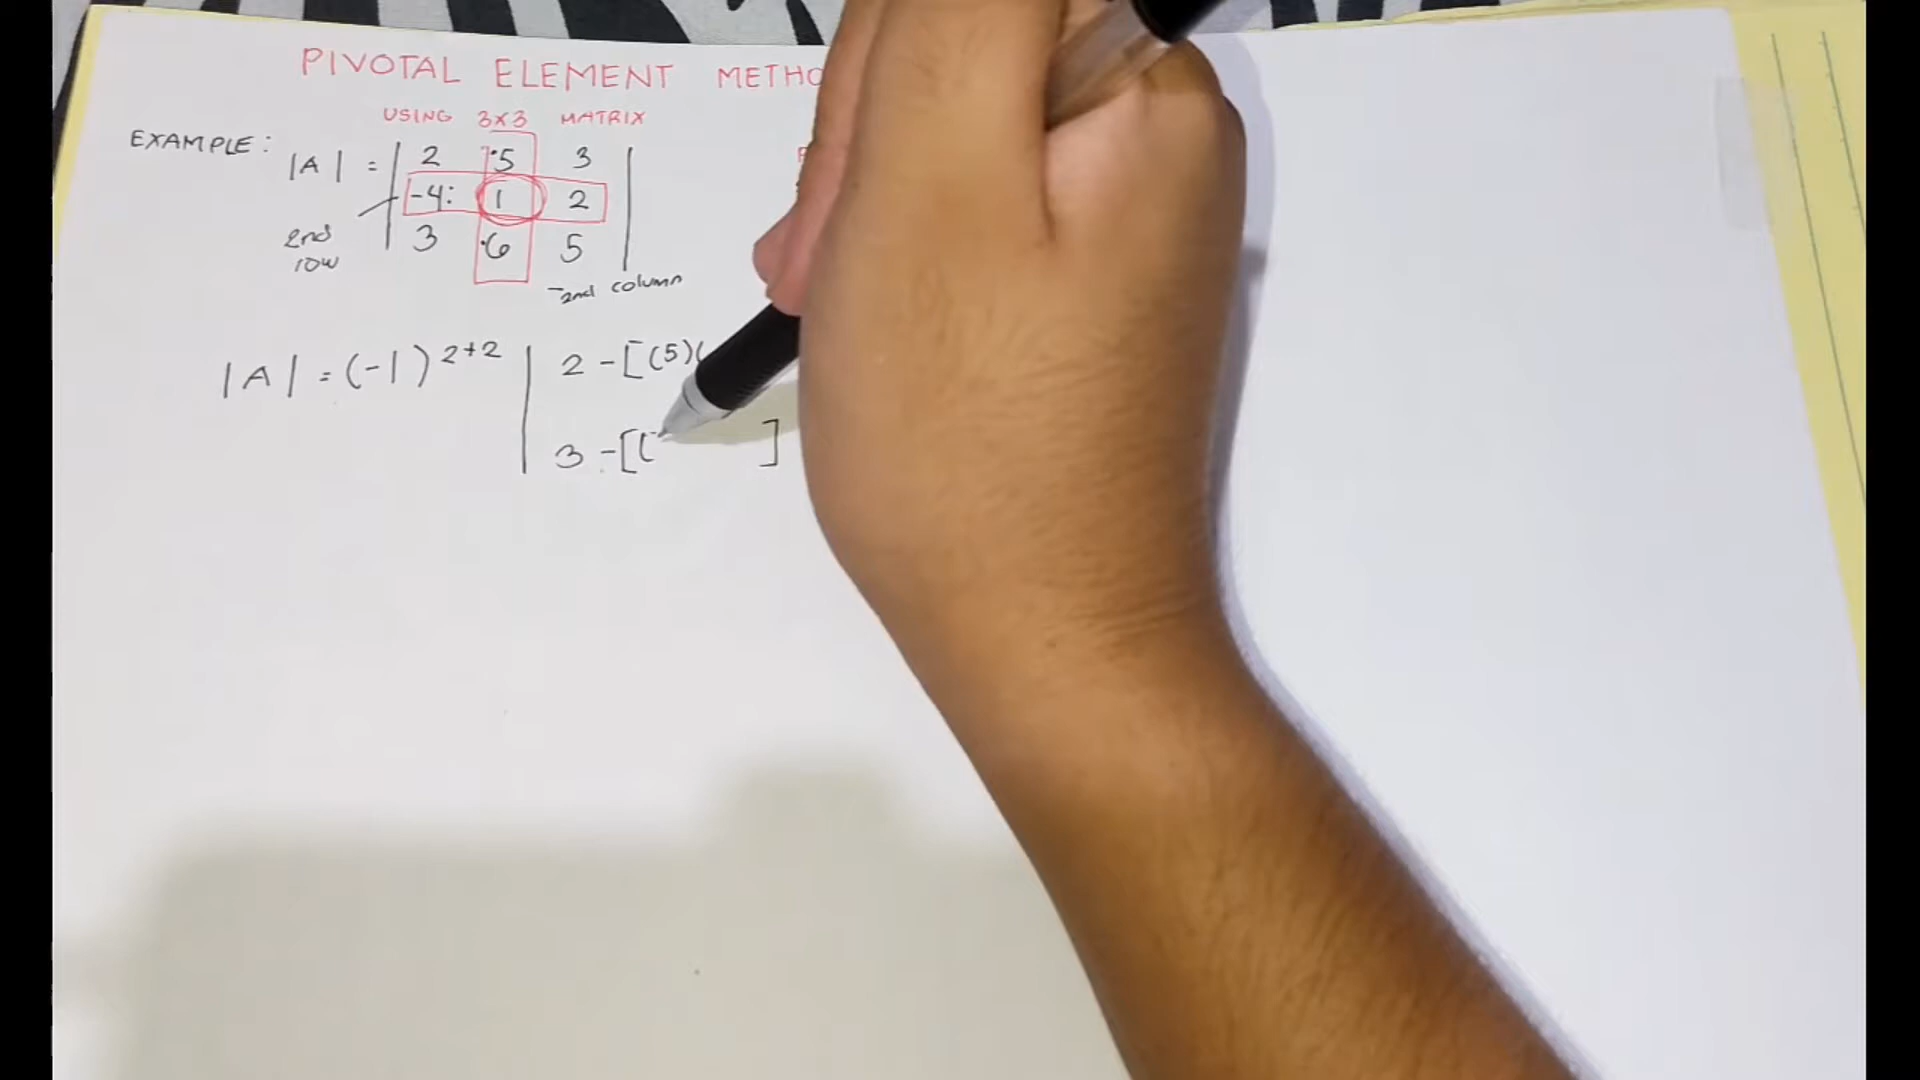 PIVOTAL ELEMENT METHO
USING 3X3 MATRIX
EXAMPLE:
|A| = | 2 5 3 |
-4 1 2
3 6 5
2nd row
2nd column
|A| = (-1)^2+2 | 2 -[(5)(
3 -[( ]